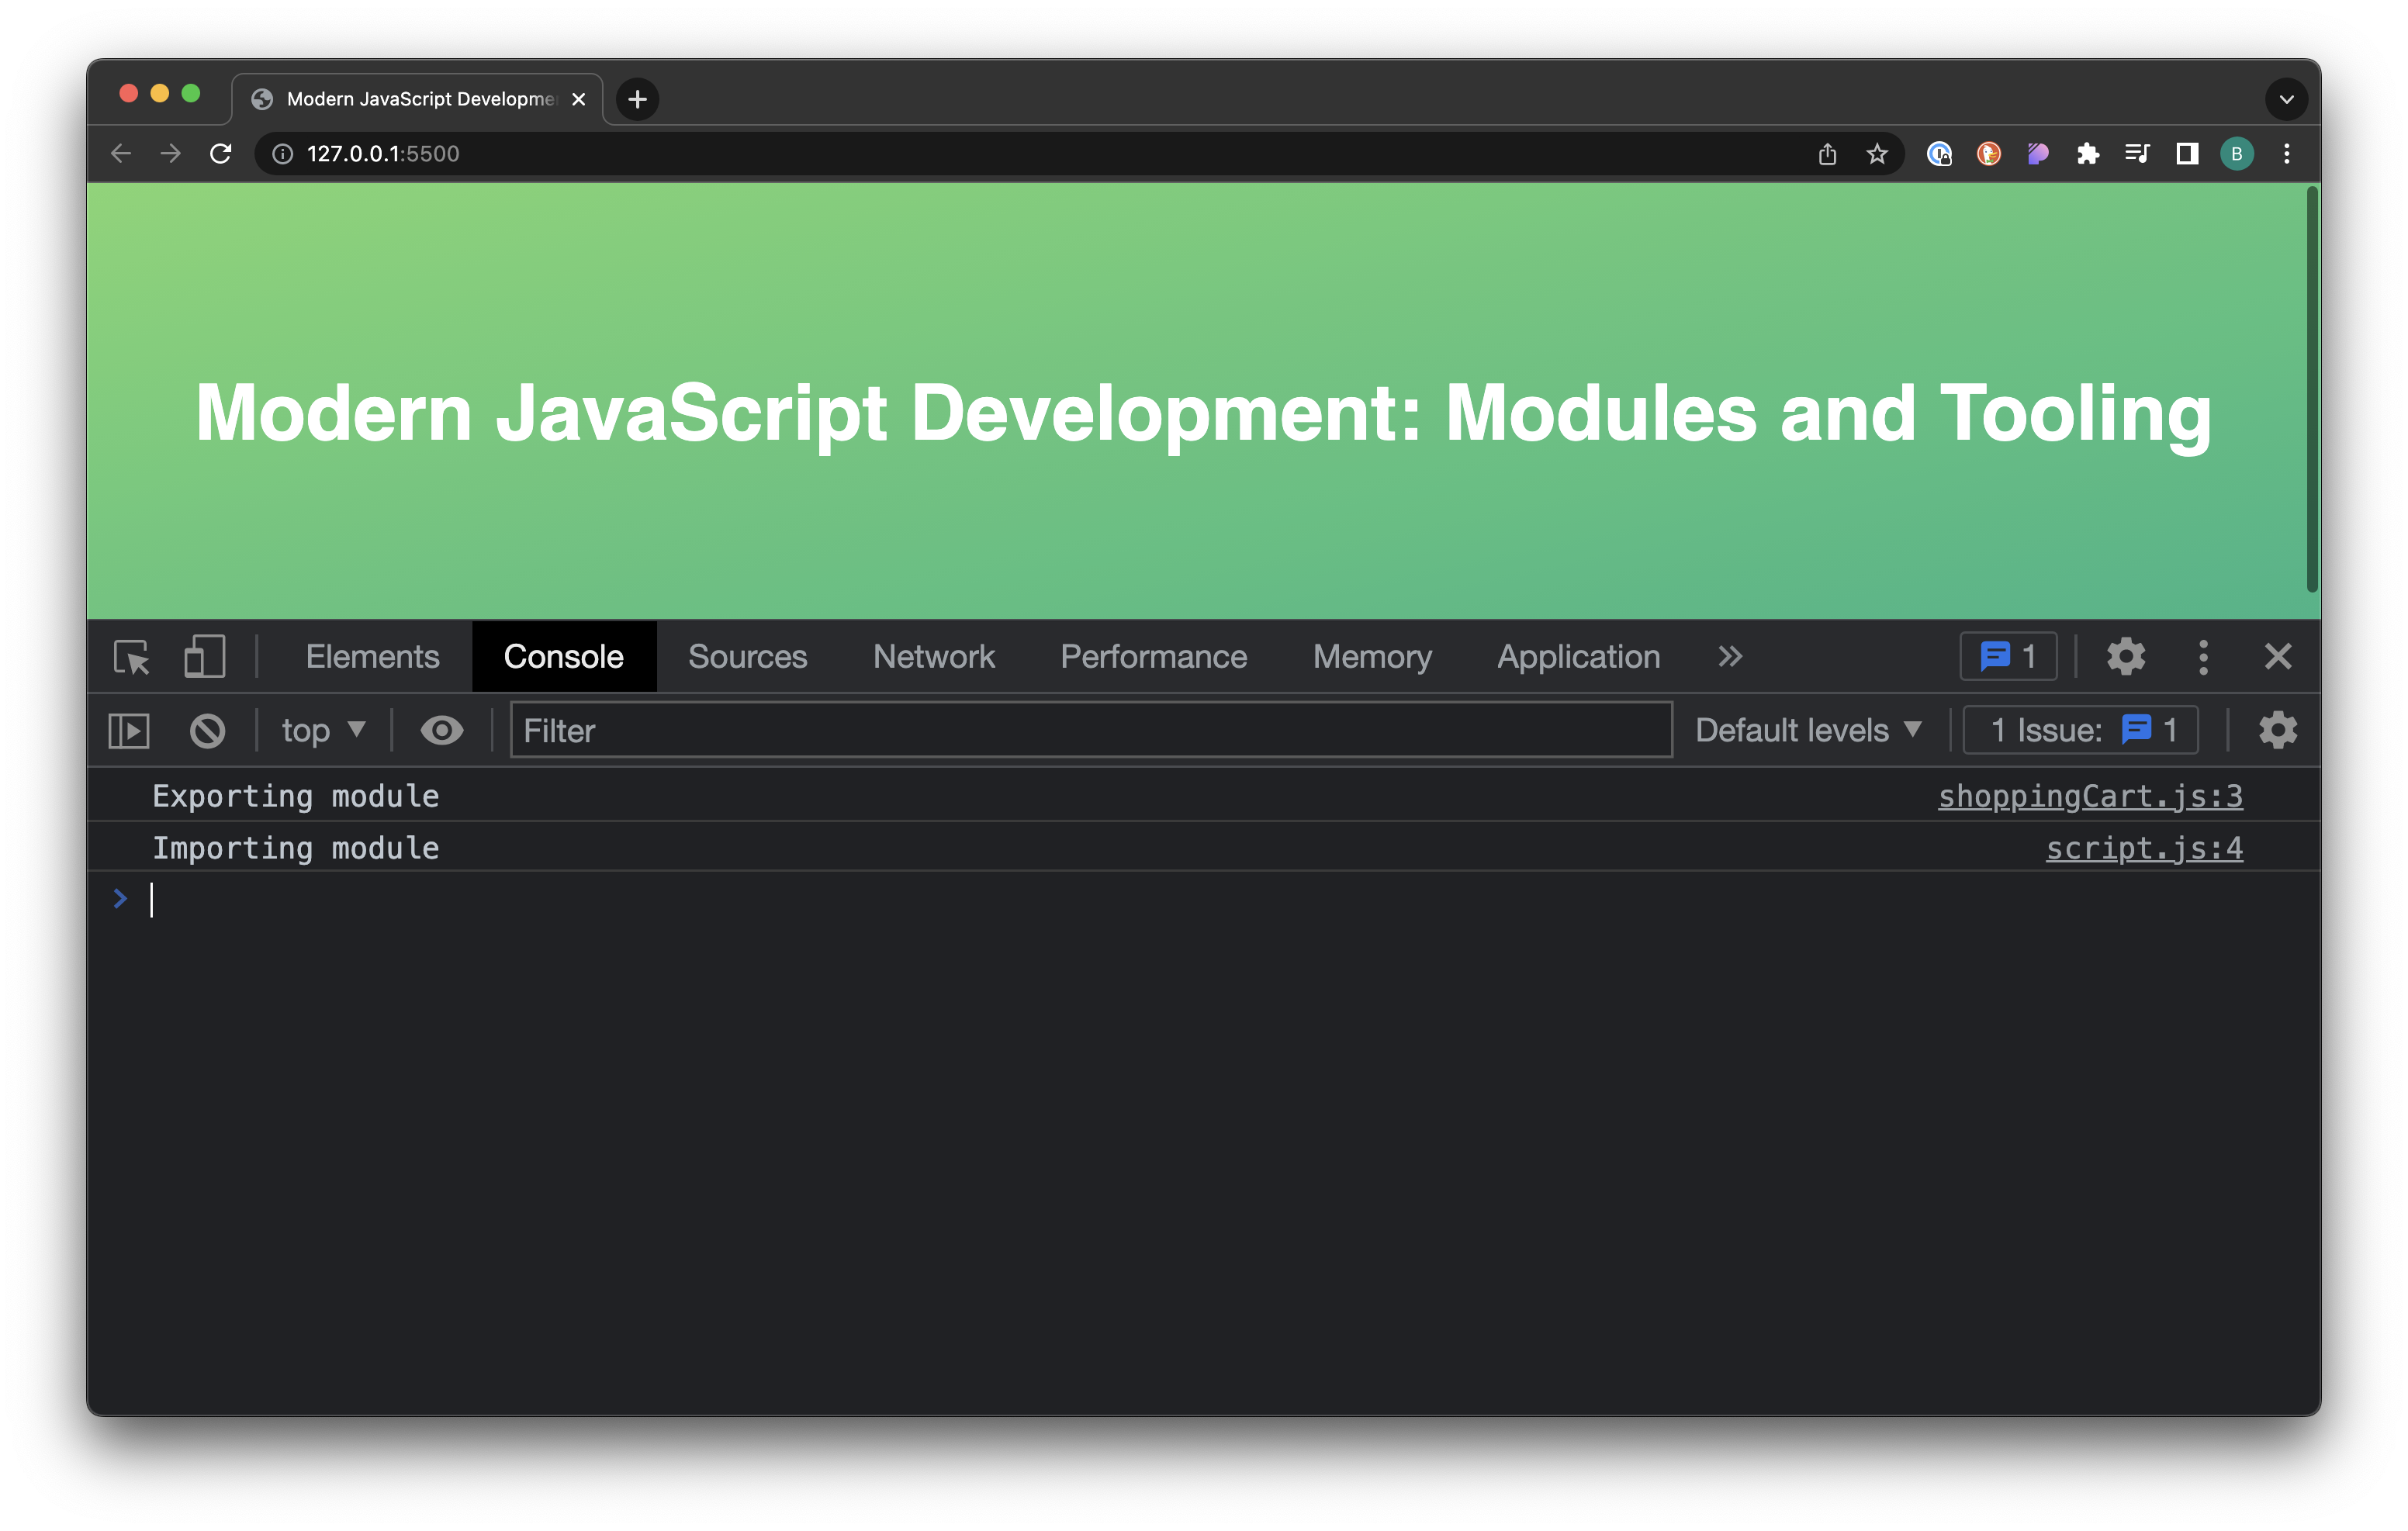 Modern JavaScript Developme
127.0.0.1:5500
B
Modern JavaScript Development: Modules and Tooling
Elements Console Sources Network Performance Memory Application 1
top Filter Default levels 1 Issue: 1
Exporting module shoppingCart.js:3
Importing module script.js:4